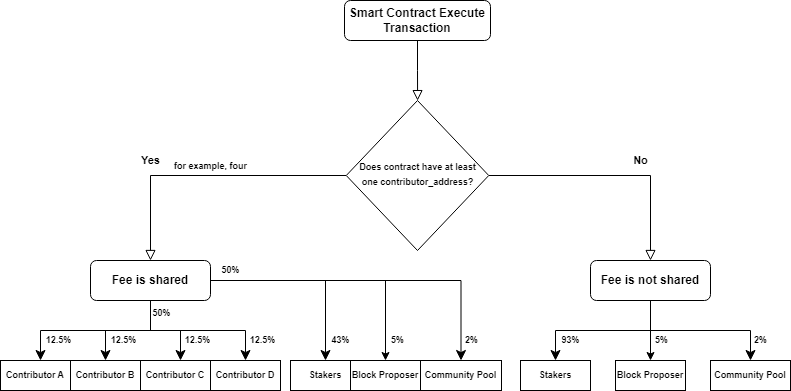 Smart Contract Execute
Transaction
Does contract have at least
one contributor_address?
Yes
for example, four
No
Fee is shared
50%
50%
Fee is not shared
12.5%
12.5%
12.5%
12.5%
43%
5%
2%
93%
5%
2%
Contributor A
Contributor B
Contributor C
Contributor D
Stakers
Block Proposer
Community Pool
Stakers
Block Proposer
Community Pool